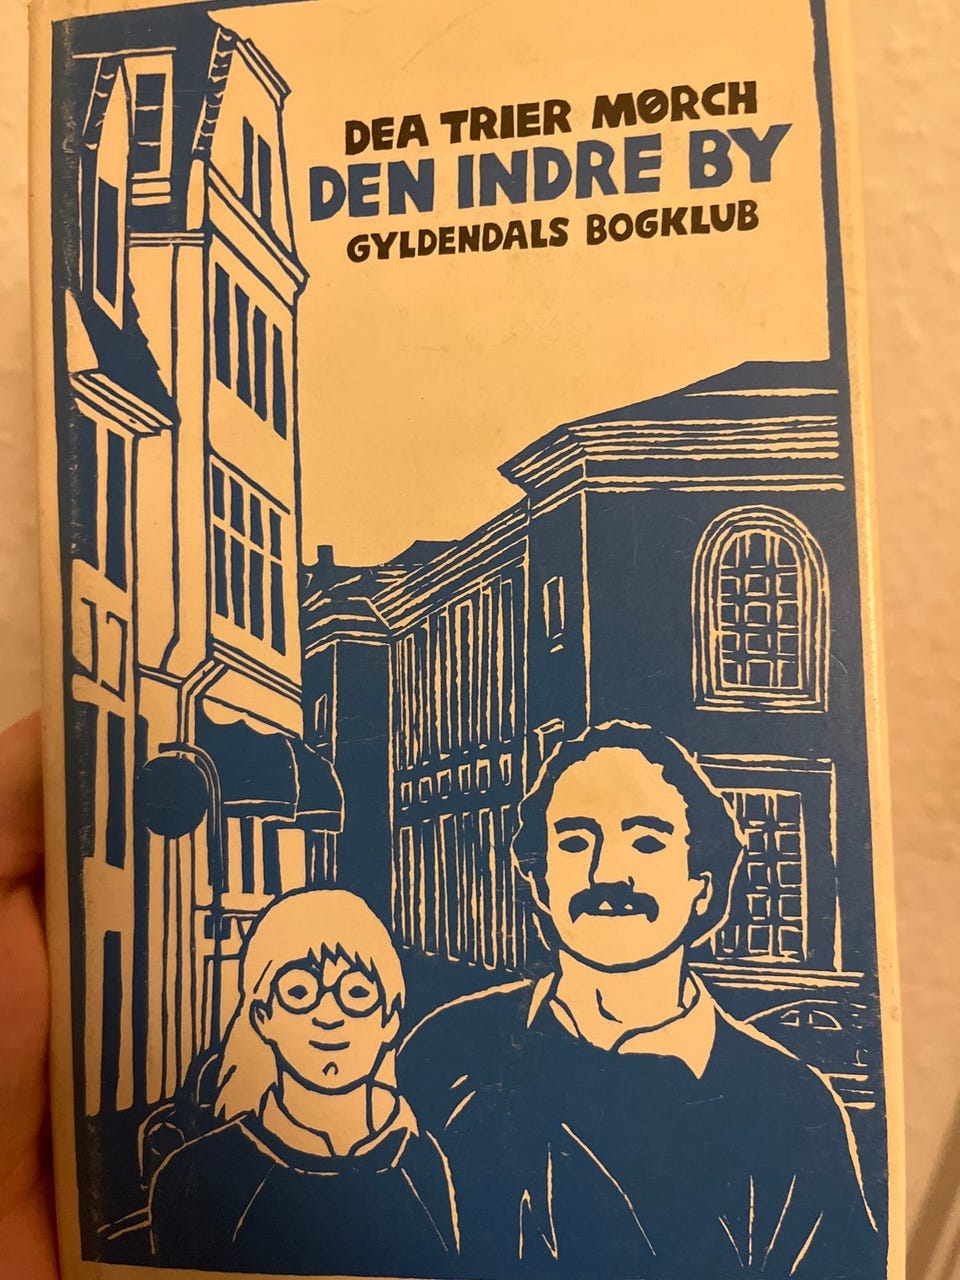 DEA TRIER MØRCH
DEN INDRE BY
GYLDENDALS BOGKLUB